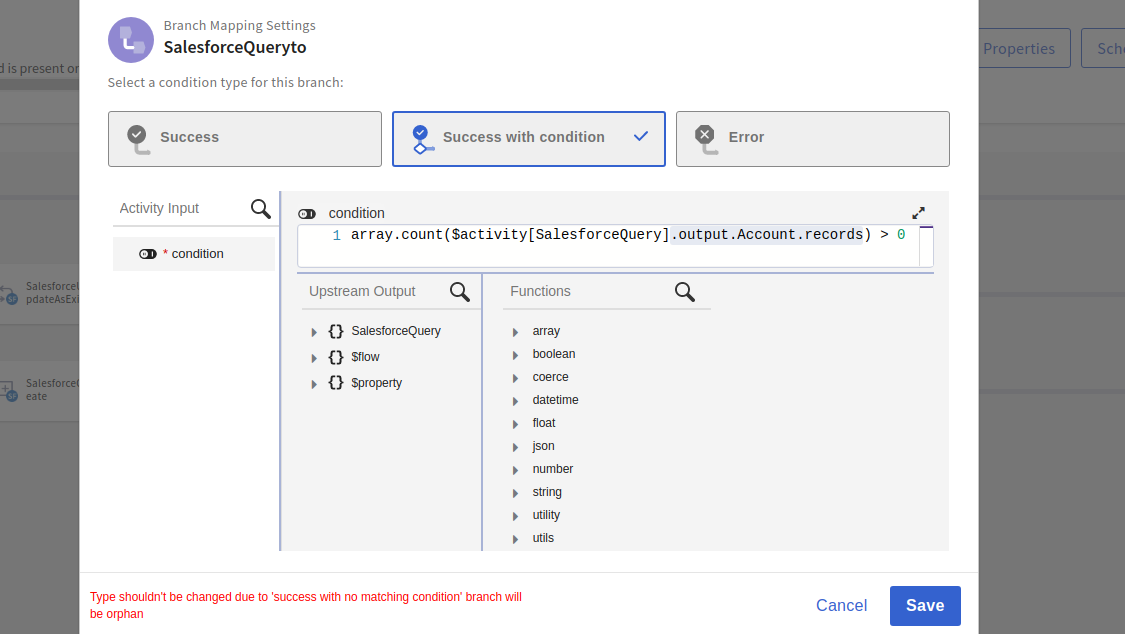 Branch Mapping Settings
SalesforceQueryto
Properties
Sche
d is present or
Select a condition type for this branch:
Success
Success with condition
Error
Activity Input
condition
* condition
1 array.count($activity[SalesforceQuery].output.Account.records) > 0
Upstream Output
Functions
SalesforceQuery
$flow
$property
array
boolean
coerce
datetime
float
json
number
string
utility
utils
SalesforceQ
pdateAsExi
SalesforceC
eate
Type shouldn't be changed due to 'success with no matching condition' branch will
be orphan
Cancel
Save